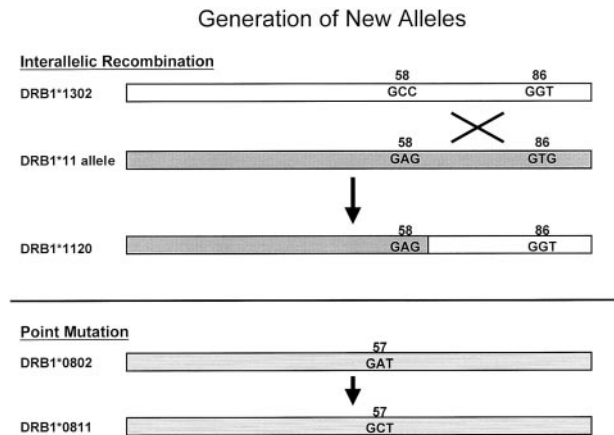 Generation of New Alleles
Interallelic Recombination
58 86
DRB1*1302 GCC GGT
58 86
DRB1*11 allele GAG GTG
58 86
DRB1*1120 GAG GGT
Point Mutation
57
DRB1*0802 GAT
57
DRB1*0811 GCT